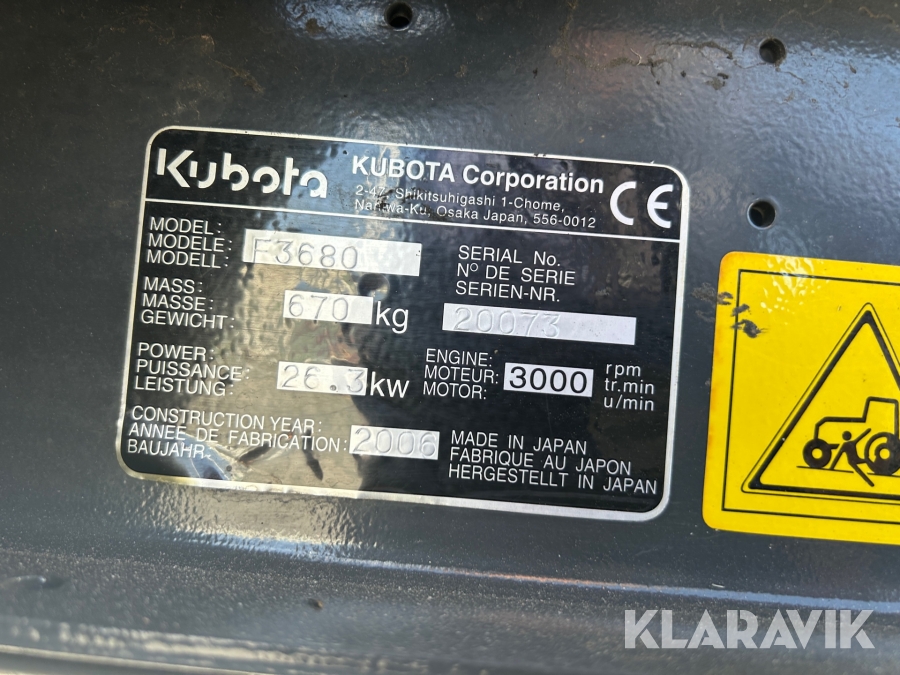 Kubota
KUBOTA Corporation
2-47, Shikitsuhigashi 1-Chome,
Naniwa-Ku, Osaka Japan, 556-0012
CE
MODEL:
MODELE:
MODELL:
F3680
MASS:
MASSE:
GEWICHT:
670 kg
SERIAL No.
Nº DE SERIE
SERIEN-NR.
20073
POWER:
PUISSANCE:
LEISTUNG:
26.3 kw
ENGINE:
MOTEUR:
MOTOR:
3000
rpm
tr.min
u/min
CONSTRUCTION YEAR:
ANNÉE DE FABRICATION:
BAUJAHR
2006
MADE IN JAPAN
FABRIQUE AU JAPON
HERGESTELLT IN JAPAN
KLARAVIK